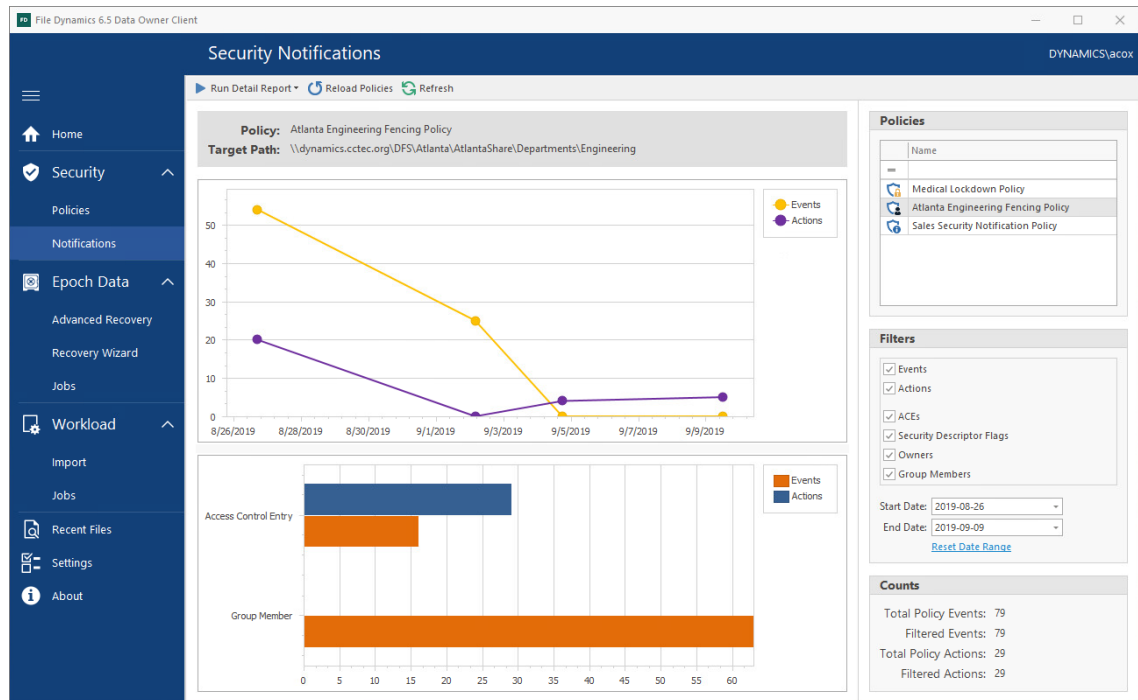 FD File Dynamics 6.5 Data Owner Client
Security Notifications
DYNAMICS\acox
Run Detail Report
Reload Policies
Refresh
Home
Security
Policies
Notifications
Epoch Data
Advanced Recovery
Recovery Wizard
Jobs
Workload
Import
Jobs
Recent Files
Settings
About
Policy: Atlanta Engineering Fencing Policy
Target Path: \\dynamics.cctec.org\DFS\Atlanta\AtlantaShare\Departments\Engineering
Events
Actions
50
40
30
20
10
0
8/26/2019 8/28/2019 8/30/2019 9/1/2019 9/3/2019 9/5/2019 9/7/2019 9/9/2019
Events
Actions
Access Control Entry
Group Member
0 5 10 15 20 25 30 35 40 45 50 55 60
Policies
Name
Medical Lockdown Policy
Atlanta Engineering Fencing Policy
Sales Security Notification Policy
Filters
Events
Actions
ACEs
Security Descriptor Flags
Owners
Group Members
Start Date: 2019-08-26
End Date: 2019-09-09
Reset Date Range
Counts
Total Policy Events: 79
Filtered Events: 79
Total Policy Actions: 29
Filtered Actions: 29